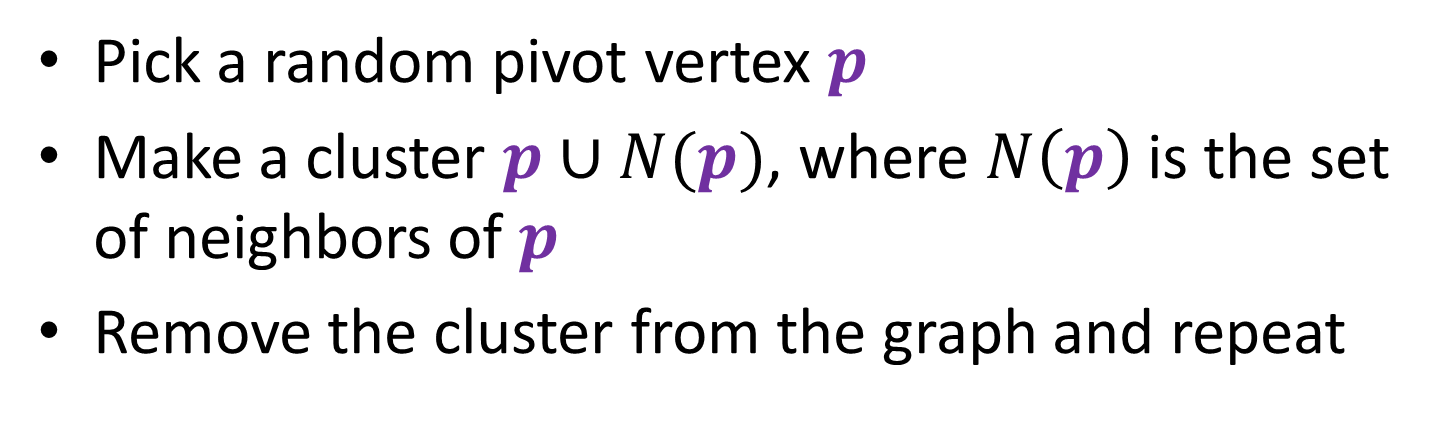 • Pick a random pivot vertex p
• Make a cluster p ∪ N(p), where N(p) is the set
of neighbors of p
• Remove the cluster from the graph and repeat